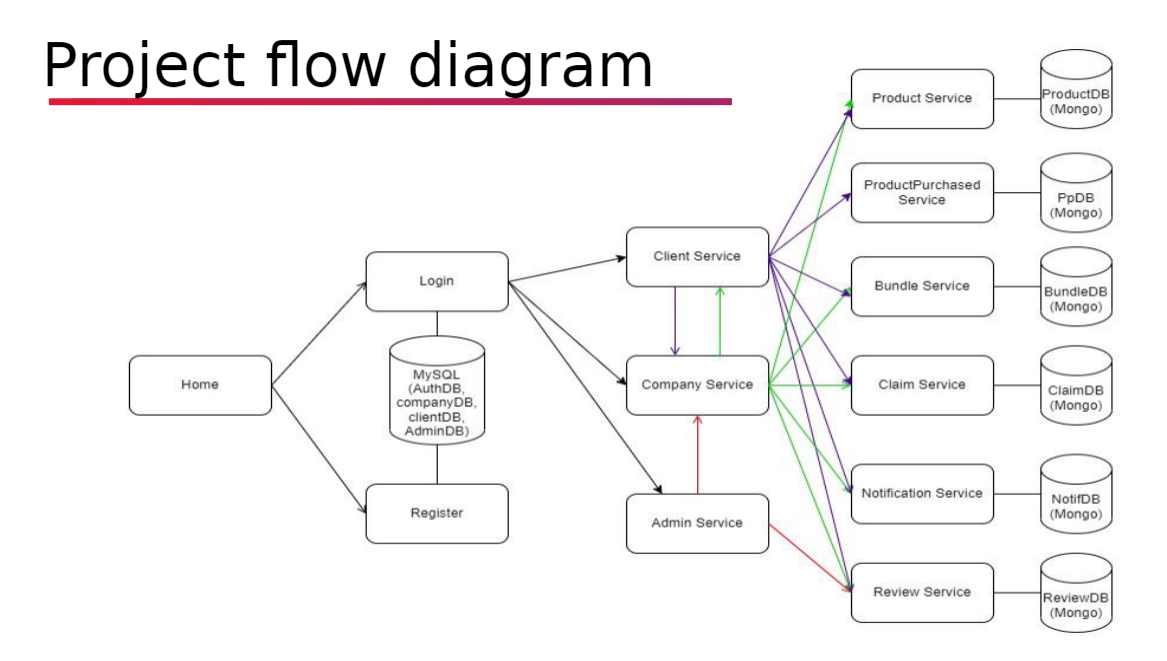 Project flow diagram
Home
Login
MySQL
(AuthDB,
companyDB,
clientDB,
AdminDB)
Register
Client Service
Company Service
Admin Service
Product Service
ProductDB
(Mongo)
ProductPurchased
Service
PpDB
(Mongo)
Bundle Service
BundleDB
(Mongo)
Claim Service
ClaimDB
(Mongo)
Notification Service
NotifDB
(Mongo)
Review Service
ReviewDB
(Mongo)